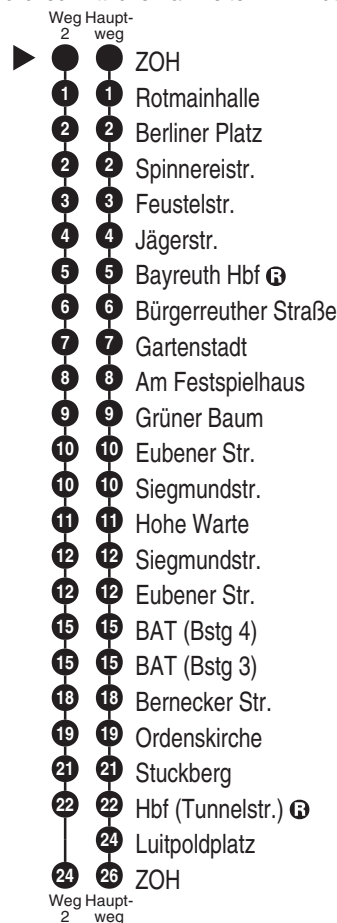 Weg Haupt-
2 weg
ZOH
1 1 Rotmainhalle
2 2 Berliner Platz
2 2 Spinnereistr.
3 3 Feustelstr.
4 4 Jägerstr.
5 5 Bayreuth Hbf R
6 6 Bürgerreuther Straße
7 7 Gartenstadt
8 8 Am Festspielhaus
9 9 Grüner Baum
10 10 Eubener Str.
10 10 Siegmundstr.
11 11 Hohe Warte
12 12 Siegmundstr.
12 12 Eubener Str.
15 15 BAT (Bstg 4)
15 15 BAT (Bstg 3)
18 18 Bernecker Str.
19 19 Ordenskirche
21 21 Stuckberg
22 22 Hbf (Tunnelstr.) R
24 Luitpoldplatz
24 26 ZOH
Weg Haupt-
2 weg